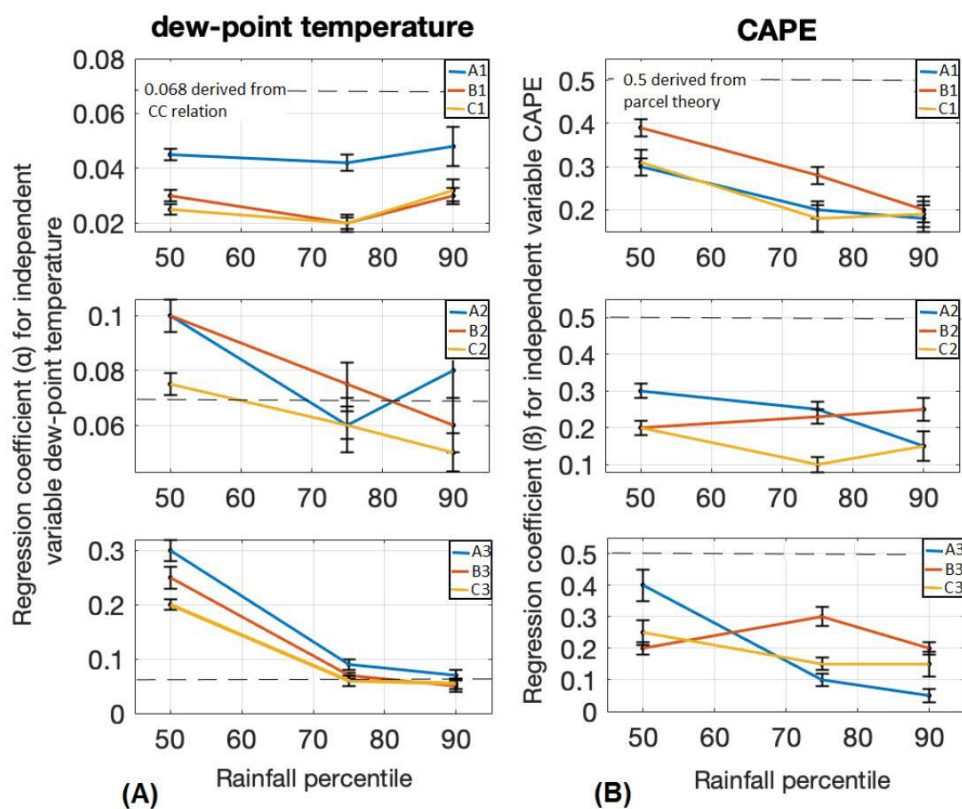 dew-point temperature
CAPE
Regression coefficient (α) for independent
variable dew-point temperature
0.08
0.06
0.04
0.02
0.068 derived from
CC relation
A1
B1
C1
50 60 70 80 90
0.1
0.08
0.06
A2
B2
C2
50 60 70 80 90
0.3
0.2
0.1
0
A3
B3
C3
50 60 70 80 90
Rainfall percentile
(A)
Regression coefficient (β) for independent variable CAPE
0.5
0.4
0.3
0.2
0.5 derived from
parcel theory
A1
B1
C1
50 60 70 80 90
0.5
0.4
0.3
0.2
0.1
A2
B2
C2
50 60 70 80 90
0.5
0.4
0.3
0.2
0.1
0
A3
B3
C3
50 60 70 80 90
Rainfall percentile
(B)